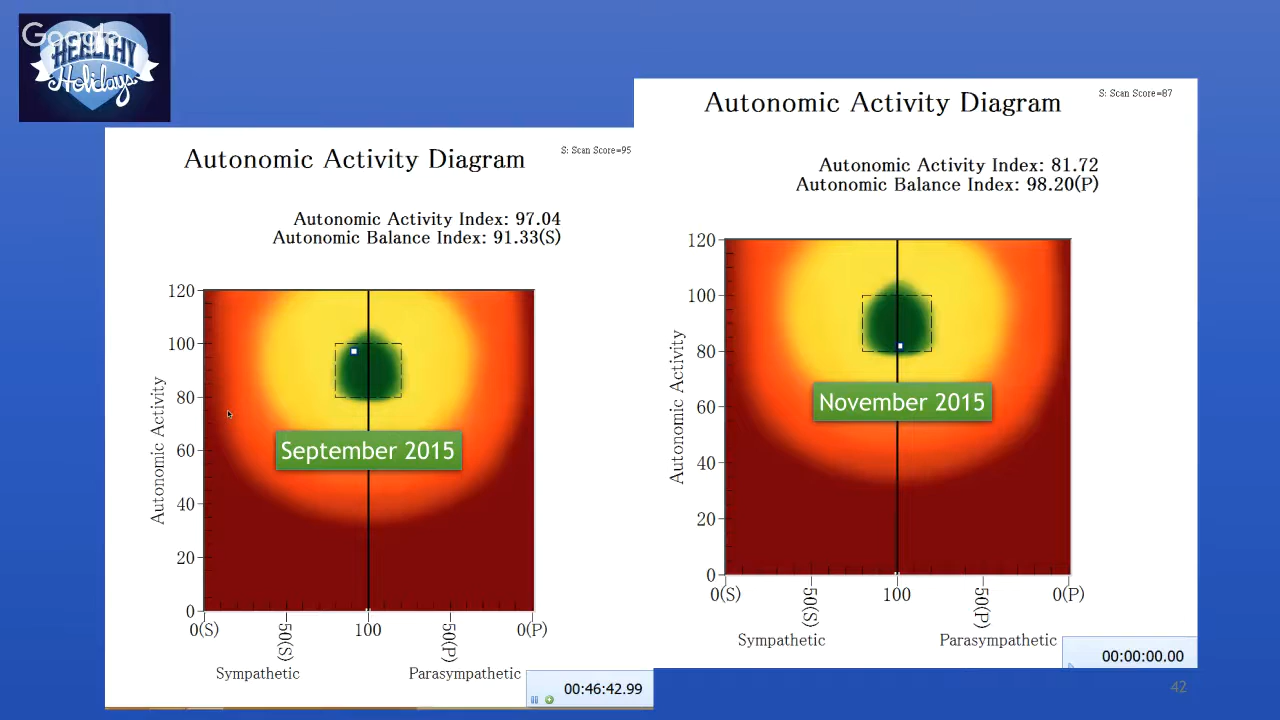 Google
HEALTHY
Holidays
Autonomic Activity Diagram
S: Scan Score=95
Autonomic Activity Index: 97.04
Autonomic Balance Index: 91.33(S)
120
100
80
60
40
20
0
Autonomic Activity
September 2015
0(S)
50(S)
100
50(P)
0(P)
Sympathetic
Parasympathetic
00:46:42.99
Autonomic Activity Diagram
S: Scan Score=87
Autonomic Activity Index: 81.72
Autonomic Balance Index: 98.20(P)
120
100
80
60
40
20
0
Autonomic Activity
November 2015
0(S)
50(S)
100
50(P)
0(P)
Sympathetic
Parasympathetic
00:00:00.00
42